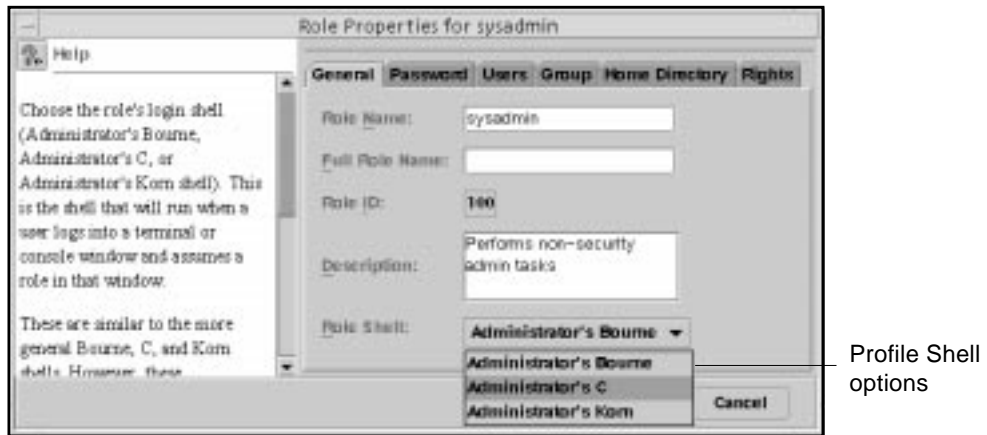 Role Properties for sysadmin
Help
Choose the role's login shell
(Administrator's Bourne,
Administrator's C, or
Administrator's Korn shell). This
is the shell that will run when a
user logs into a terminal or
console window and assumes a
role in that window.
These are similar to the more
general Bourne, C, and Korn
shells. However, these
General Password Users Group Home Directory Rights
Role Name: sysadmin
Full Role Name:
Role ID: 100
Description: Performs non-security
admin tasks
Role Shell: Administrator's Bourne
Administrator's Bourne
Administrator's C
Administrator's Korn
Cancel
Profile Shell
options